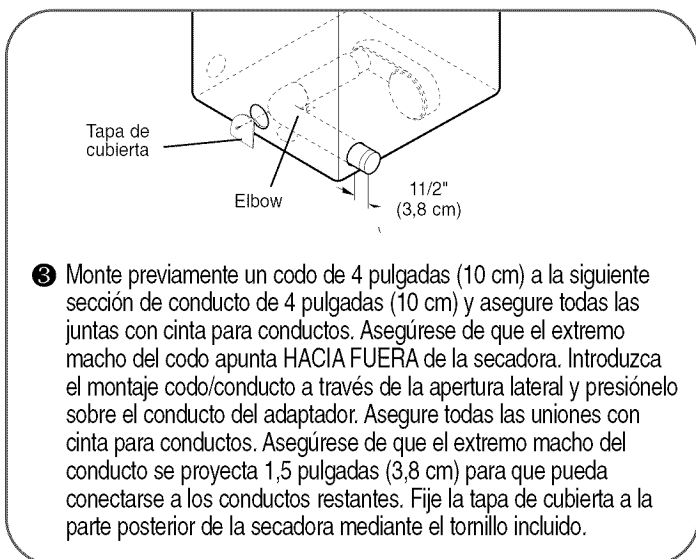 Tapa de
cubierta
Elbow
11/2"
(3,8 cm)
❸ Monte previamente un codo de 4 pulgadas (10 cm) a la siguiente
sección de conducto de 4 pulgadas (10 cm) y asegure todas las
juntas con cinta para conductos. Asegúrese de que el extremo
macho del codo apunta HACIA FUERA de la secadora. Introduzca
el montaje codo/conducto a través de la apertura lateral y presiónelo
sobre el conducto del adaptador. Asegure todas las uniones con
cinta para conductos. Asegúrese de que el extremo macho del
conducto se proyecta 1,5 pulgadas (3,8 cm) para que pueda
conectarse a los conductos restantes. Fije la tapa de cubierta a la
parte posterior de la secadora mediante el tornillo incluido.